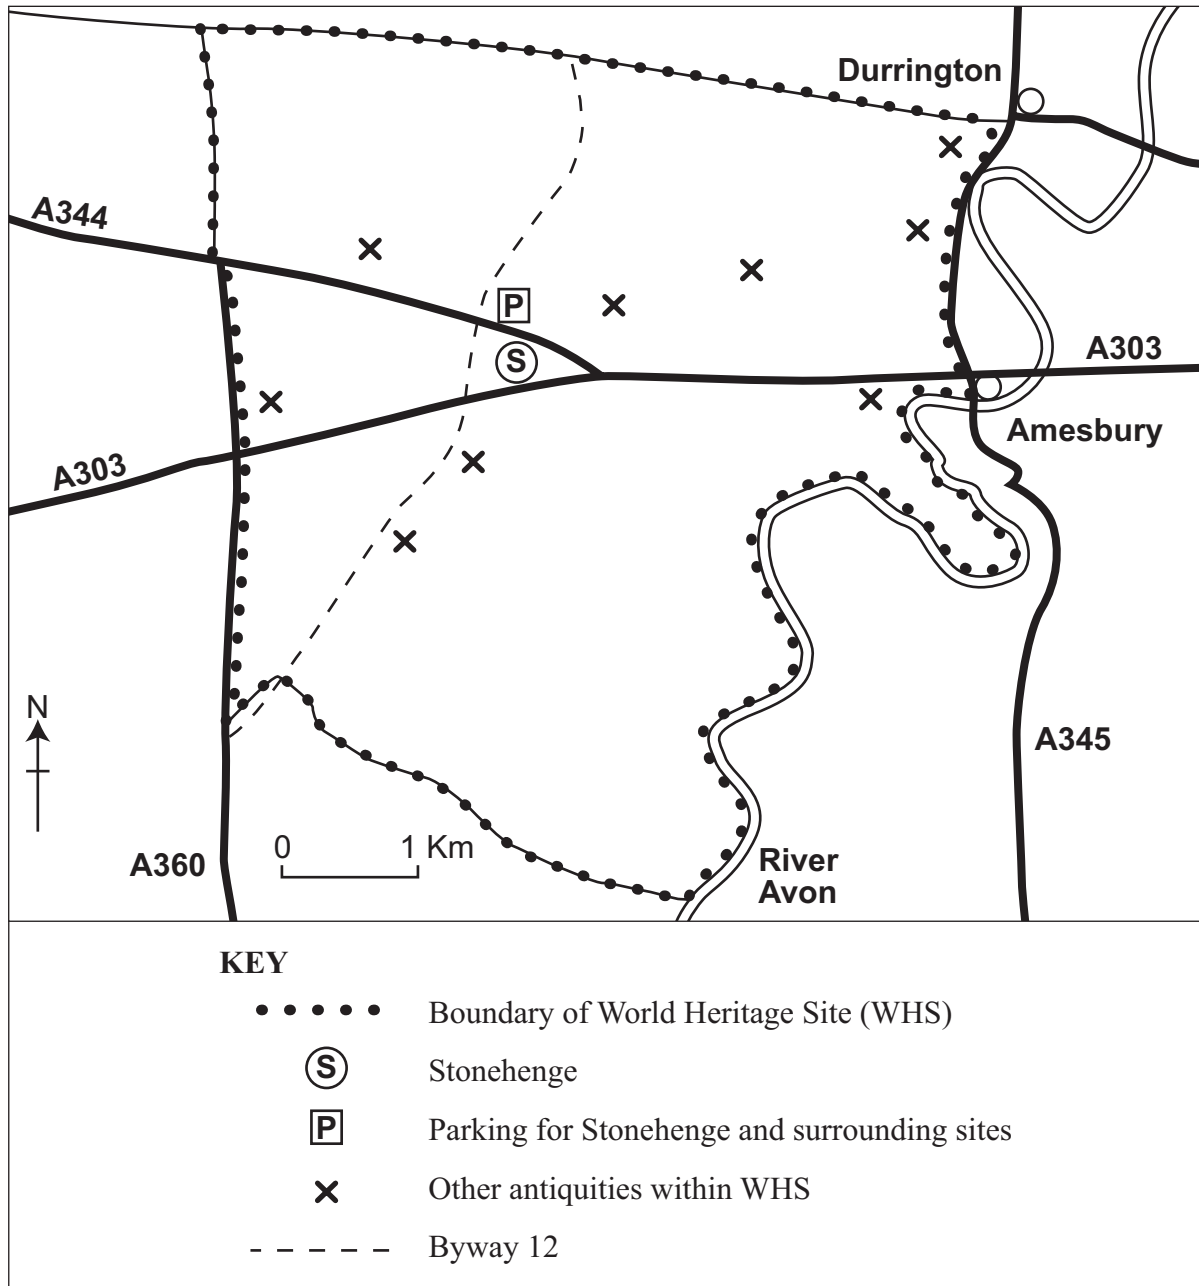 Durrington
A344
P
S
A303
A303
Amesbury
N
A345
0 1 Km
A360
River
Avon
KEY
Boundary of World Heritage Site (WHS)
S Stonehenge
P Parking for Stonehenge and surrounding sites
Other antiquities within WHS
Byway 12